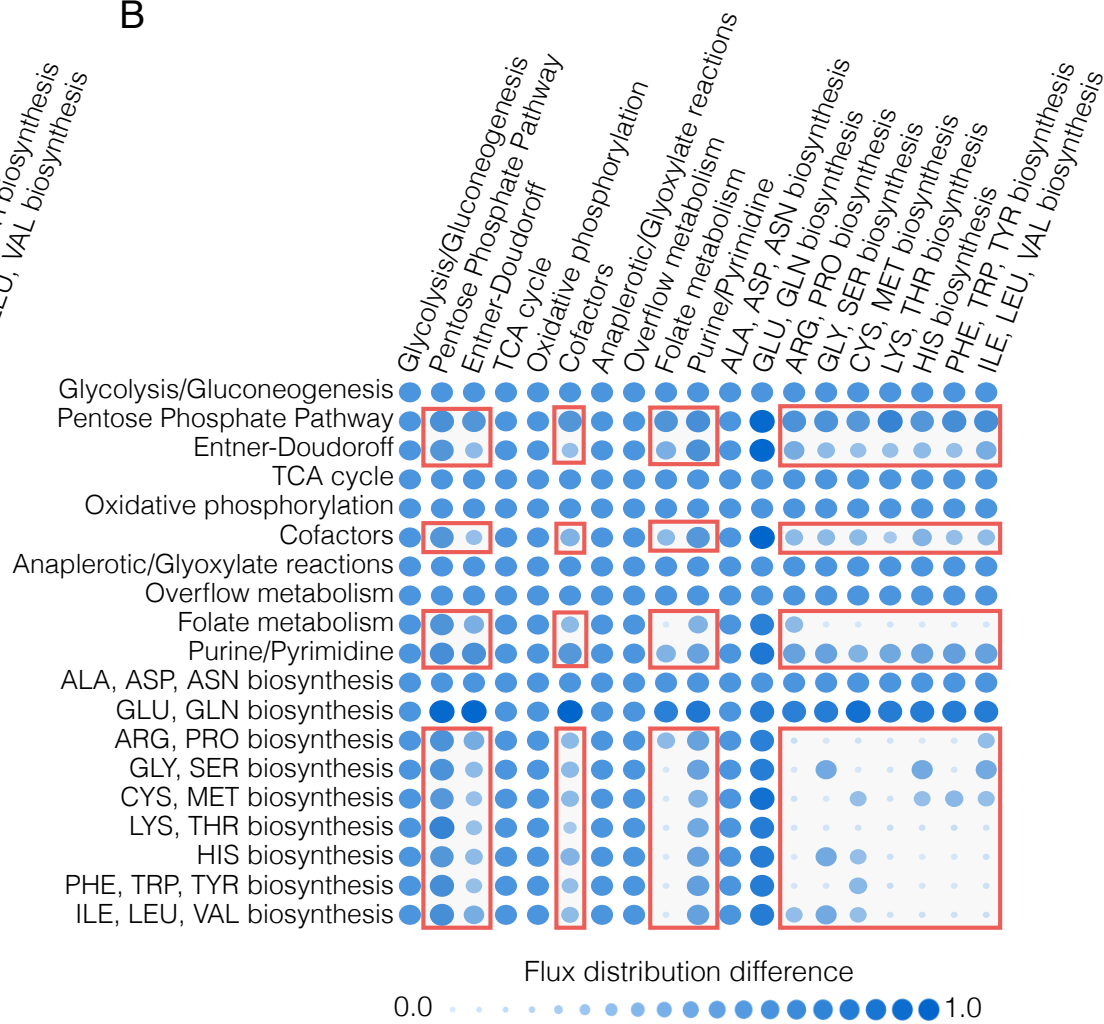 B
biosynthesis
VAL biosynthesis
Glycolysis/Gluconeogenesis
Pentose Phosphate Pathway
Entner-Doudoroff
TCA cycle
Oxidative phosphorylation
Cofactors
Anaplerotic/Glyoxylate reactions
Overflow metabolism
Folate metabolism
Purine/Pyrimidine
ALA, ASP, ASN biosynthesis
GLU, GLN biosynthesis
ARG, PRO biosynthesis
GLY, SER biosynthesis
CYS, MET biosynthesis
LYS, THR biosynthesis
HIS biosynthesis
PHE, TRP, TYR biosynthesis
ILE, LEU, VAL biosynthesis
Glycolysis/Gluconeogenesis
Pentose Phosphate Pathway
Entner-Doudoroff
TCA cycle
Oxidative phosphorylation
Cofactors
Anaplerotic/Glyoxylate reactions
Overflow metabolism
Folate metabolism
Purine/Pyrimidine
ALA, ASP, ASN biosynthesis
GLU, GLN biosynthesis
ARG, PRO biosynthesis
GLY, SER biosynthesis
CYS, MET biosynthesis
LYS, THR biosynthesis
HIS biosynthesis
PHE, TRP, TYR biosynthesis
ILE, LEU, VAL biosynthesis
Flux distribution difference
0.0 1.0